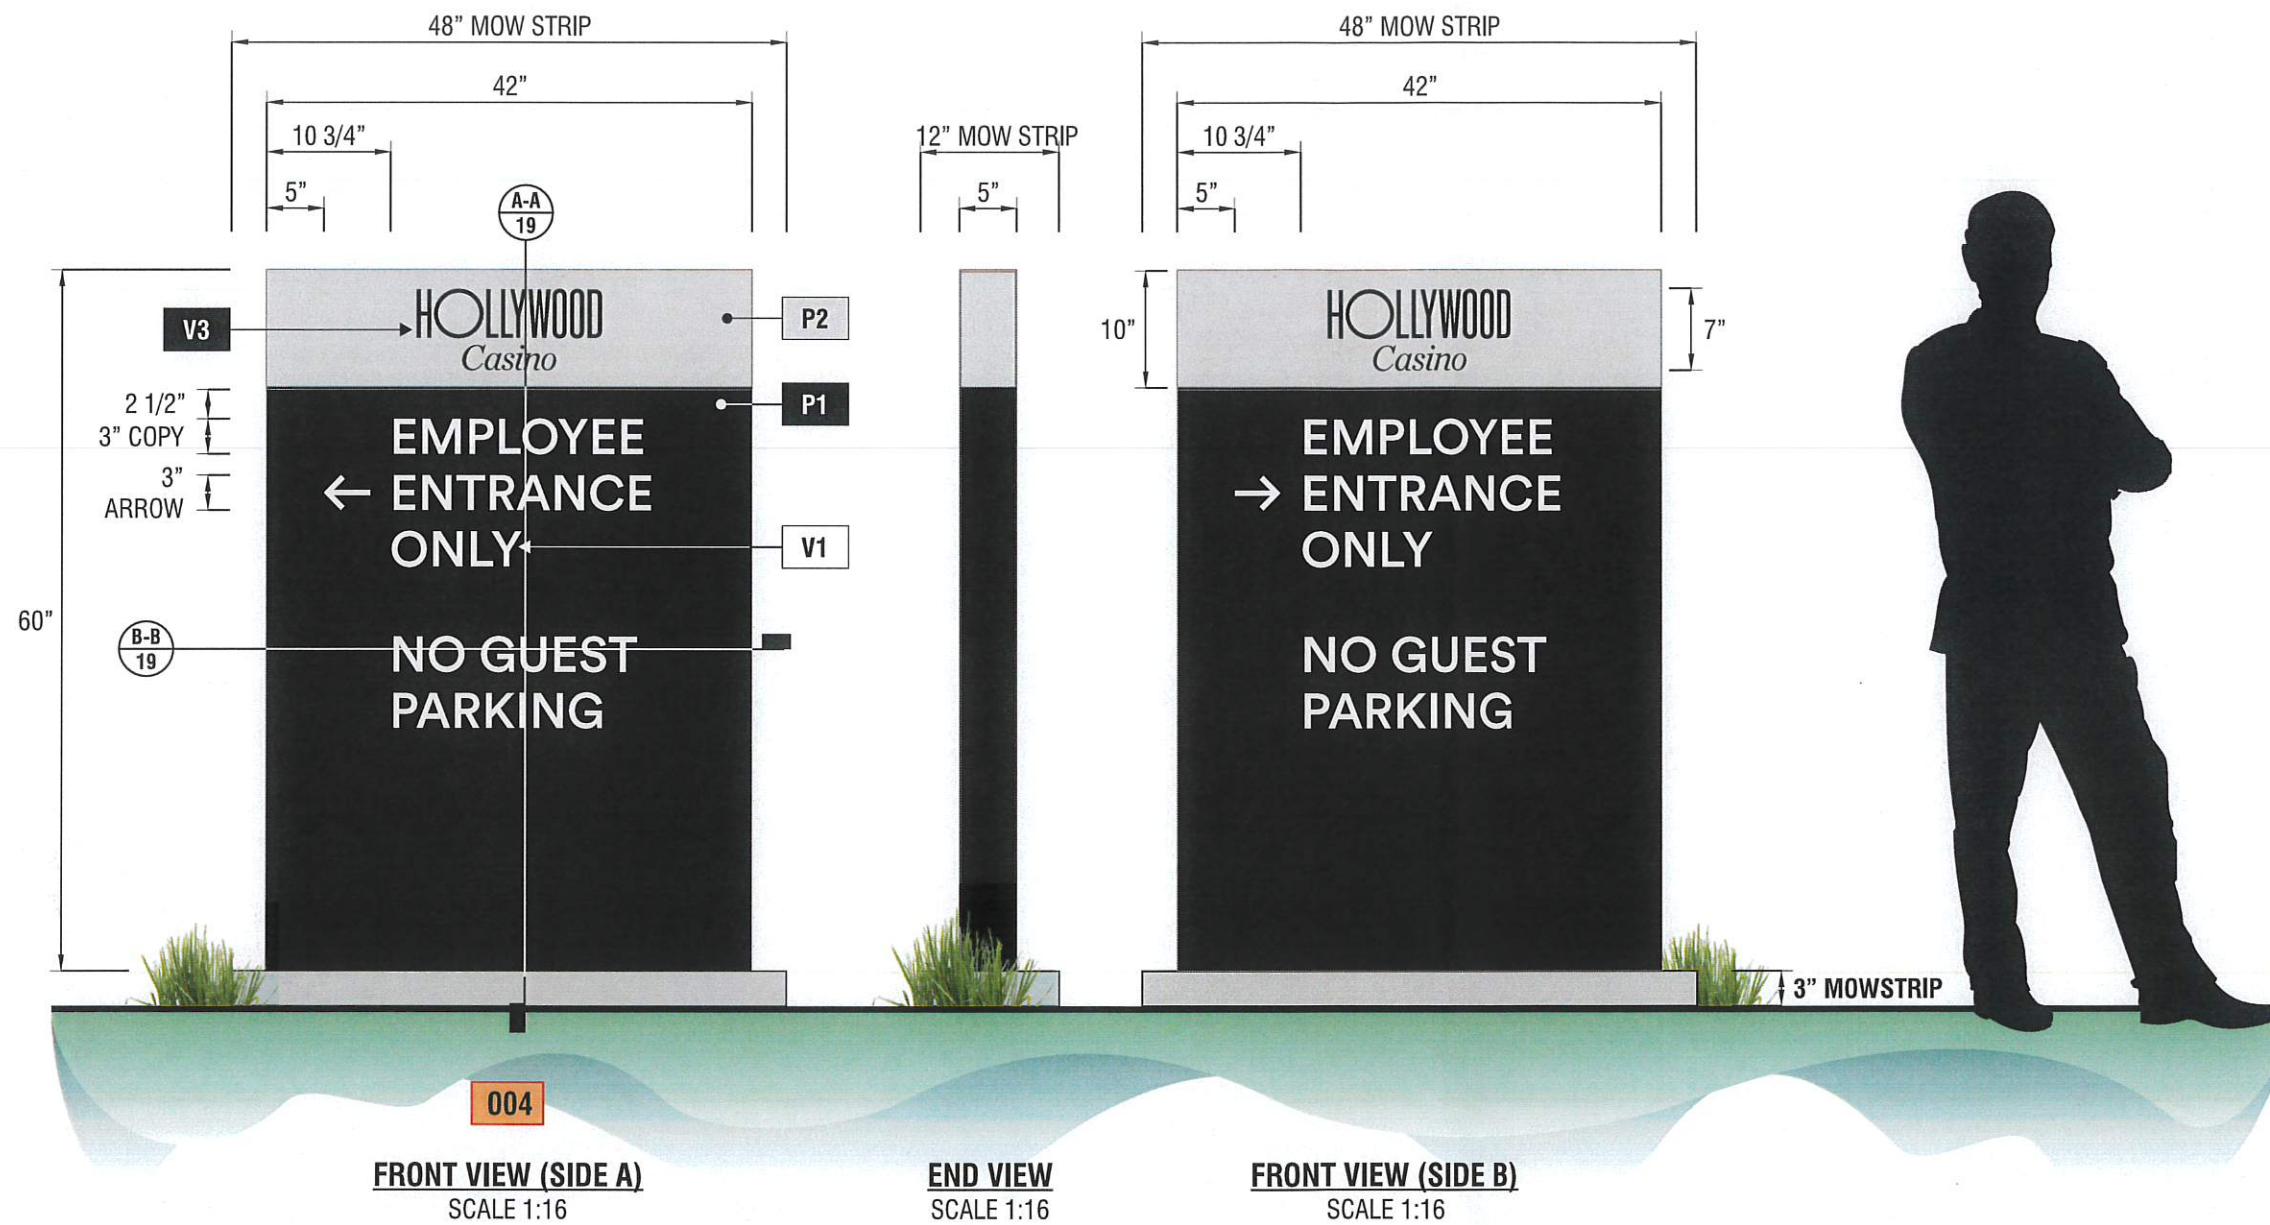 48” MOW STRIP
42”
10 3/4”
5”
A-A
19
V3
HOLLYWOOD
Casino
P2
2 1/2”
P1
3” COPY
3”
ARROW
EMPLOYEE
← ENTRANCE
ONLY
V1
60”
B-B
19
NO GUEST
PARKING
004
FRONT VIEW (SIDE A)
SCALE 1:16
12” MOW STRIP
5”
END VIEW
SCALE 1:16
48” MOW STRIP
42”
10 3/4”
5”
10”
HOLLYWOOD
Casino
7”
EMPLOYEE
→ ENTRANCE
ONLY
NO GUEST
PARKING
3” MOWSTRIP
FRONT VIEW (SIDE B)
SCALE 1:16